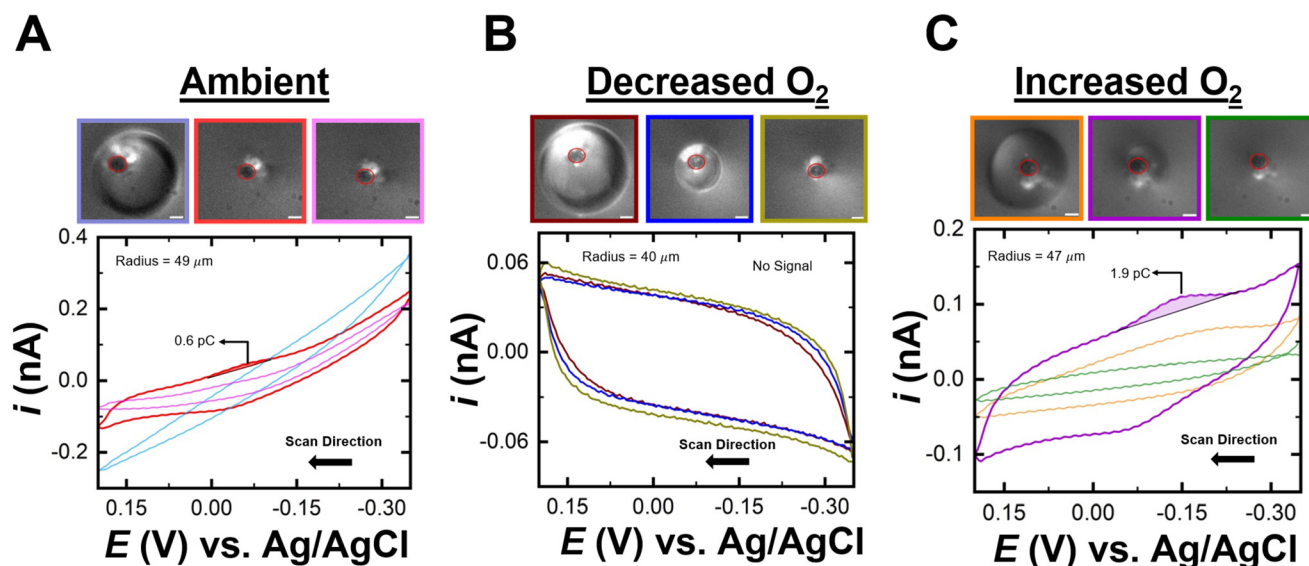 A
Ambient
Radius = 49 μm
0.6 pC
Scan Direction
0.4
0.2
0.0
-0.2
i (nA)
0.15 0.00 -0.15 -0.30
E (V) vs. Ag/AgCl
B
Decreased O2
Radius = 40 μm
No Signal
Scan Direction
0.06
0.00
-0.06
i (nA)
0.15 0.00 -0.15 -0.30
E (V) vs. Ag/AgCl
C
Increased O2
Radius = 47 μm
1.9 pC
Scan Direction
0.2
0.1
0.0
-0.1
i (nA)
0.15 0.00 -0.15 -0.30
E (V) vs. Ag/AgCl